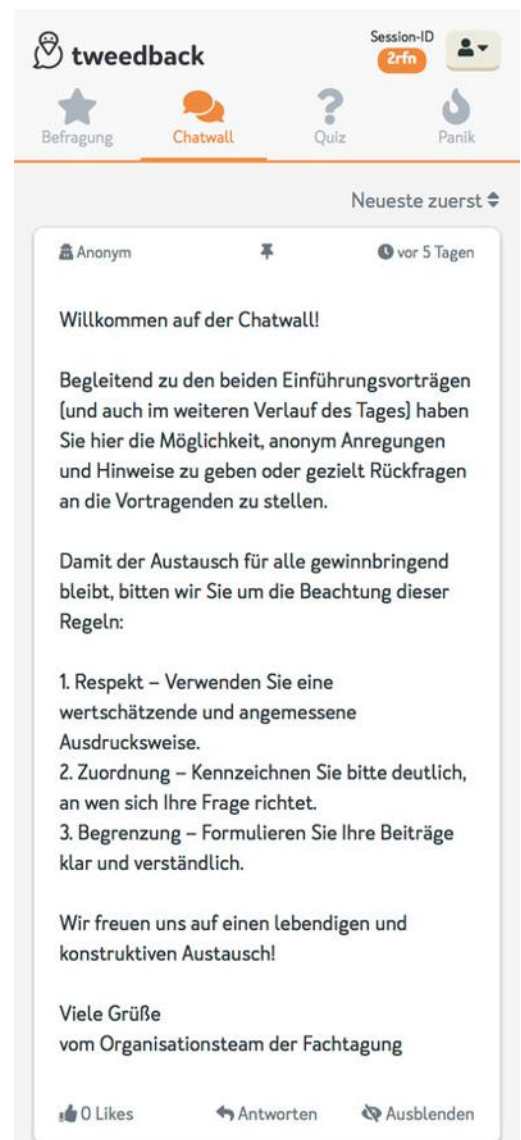 tweedback
Session-ID
2rfn
Befragung
Chatwall
Quiz
Panik
Neueste zuerst
Anonym
vor 5 Tagen
Willkommen auf der Chatwall!
Begleitend zu den beiden Einführungsvorträgen
(und auch im weiteren Verlauf des Tages) haben
Sie hier die Möglichkeit, anonym Anregungen
und Hinweise zu geben oder gezielt Rückfragen
an die Vortragenden zu stellen.
Damit der Austausch für alle gewinnbringend
bleibt, bitten wir Sie um die Beachtung dieser
Regeln:
1. Respekt – Verwenden Sie eine
wertschätzende und angemessene
Ausdrucksweise.
2. Zuordnung – Kennzeichnen Sie bitte deutlich,
an wen sich Ihre Frage richtet.
3. Begrenzung – Formulieren Sie Ihre Beiträge
klar und verständlich.
Wir freuen uns auf einen lebendigen und
konstruktiven Austausch!
Viele Grüße
vom Organisationsteam der Fachtagung
0 Likes
Antworten
Ausblenden